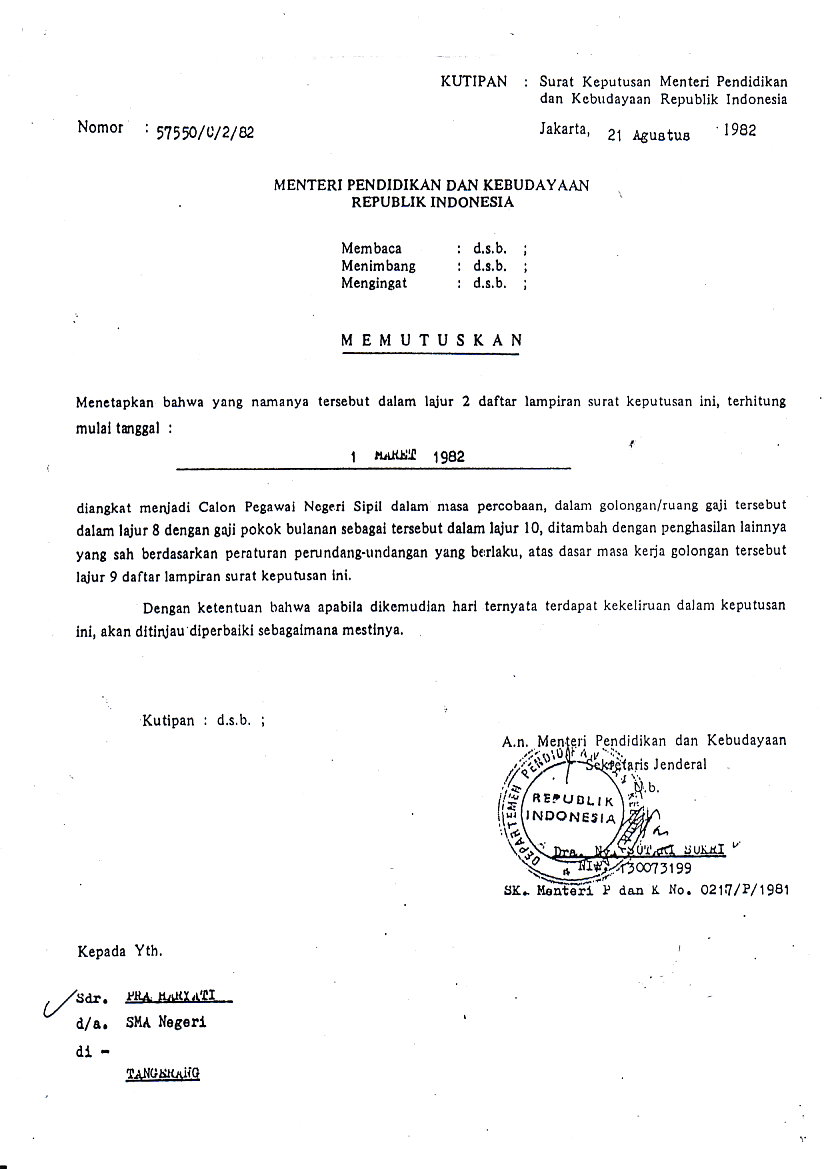 KUTIPAN : Surat Keputusan Menteri Pendidikan
dan Kebudayaan Republik Indonesia
Nomor : 57550/C/2/82
Jakarta, 21 Agustus 1982
MENTERI PENDIDIKAN DAN KEBUDAYAAN
REPUBLIK INDONESIA
Membaca : d.s.b. ;
Menimbang : d.s.b. ;
Mengingat : d.s.b. ;
M E M U T U S K A N
Menetapkan bahwa yang namanya tersebut dalam lajur 2 daftar lampiran surat keputusan ini, terhitung
mulai tanggal :
1 MARET 1982
diangkat menjadi Calon Pegawai Negeri Sipil dalam masa percobaan, dalam golongan/ruang gaji tersebut
dalam lajur 8 dengan gaji pokok bulanan sebagai tersebut dalam lajur 10, ditambah dengan penghasilan lainnya
yang sah berdasarkan peraturan perundang-undangan yang berlaku, atas dasar masa kerja golongan tersebut
lajur 9 daftar lampiran surat keputusan ini.
Dengan ketentuan bahwa apabila dikemudian hari ternyata terdapat kekeliruan dalam keputusan
ini, akan ditinjau diperbaiki sebagaimana mestinya.
Kutipan : d.s.b. ;
A.n. Menteri Pendidikan dan Kebudayaan
Sekretaris Jenderal
DEPARTEMEN PENDIDIKAN
REPUBLIK
INDONESIA
Dra. Ny.
130073199
SK. Menteri P dan K No. 0217/P/1981
Kepada Yth.
Sdr. PRA HARYATI
d/a. SMA Negeri
di -
TANGERANG